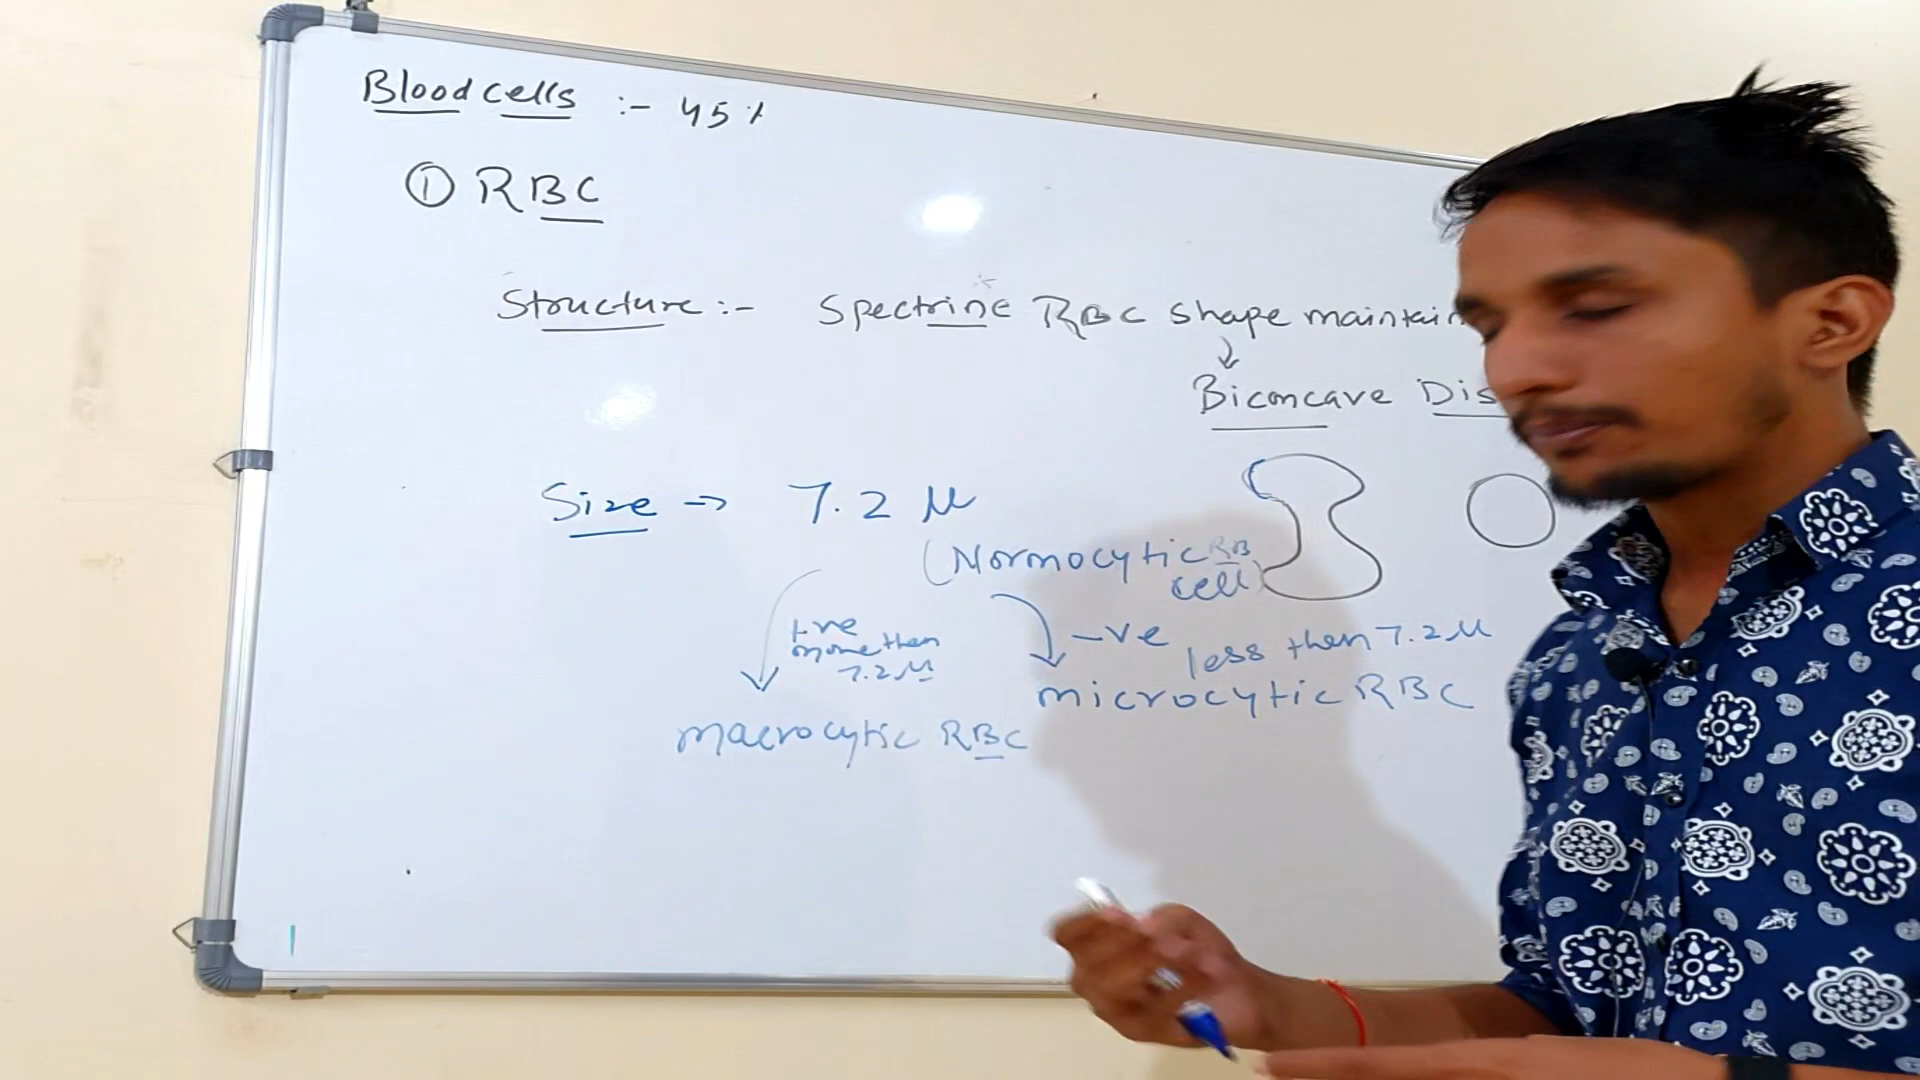 Blood cells :- 45%
① RBC
Structure :- Spectrine RBC shape maintain
Biconcave Dis
Size → 7.2 μ
(Normocytic RB
cell)
+ve
more then
7.2 μ
-ve less then 7.2 μ
microcytic RBC
macrocytic RBC